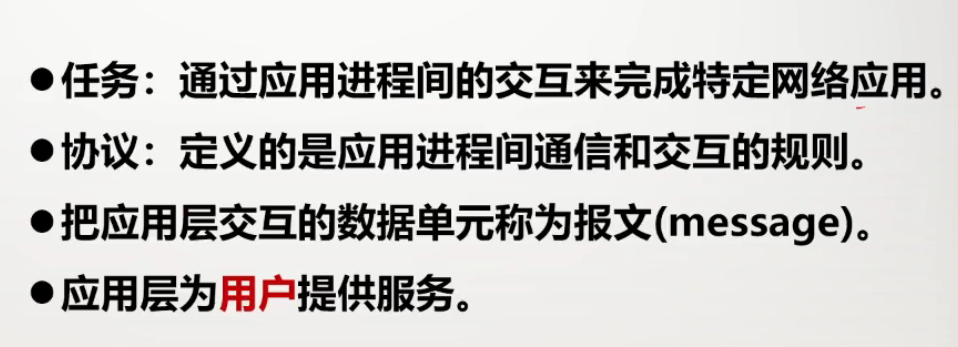 ●任务：通过应用进程间的交互来完成特定网络应用。
●协议：定义的是应用进程间通信和交互的规则。
●把应用层交互的数据单元称为报文(message)。
●应用层为用户提供服务。